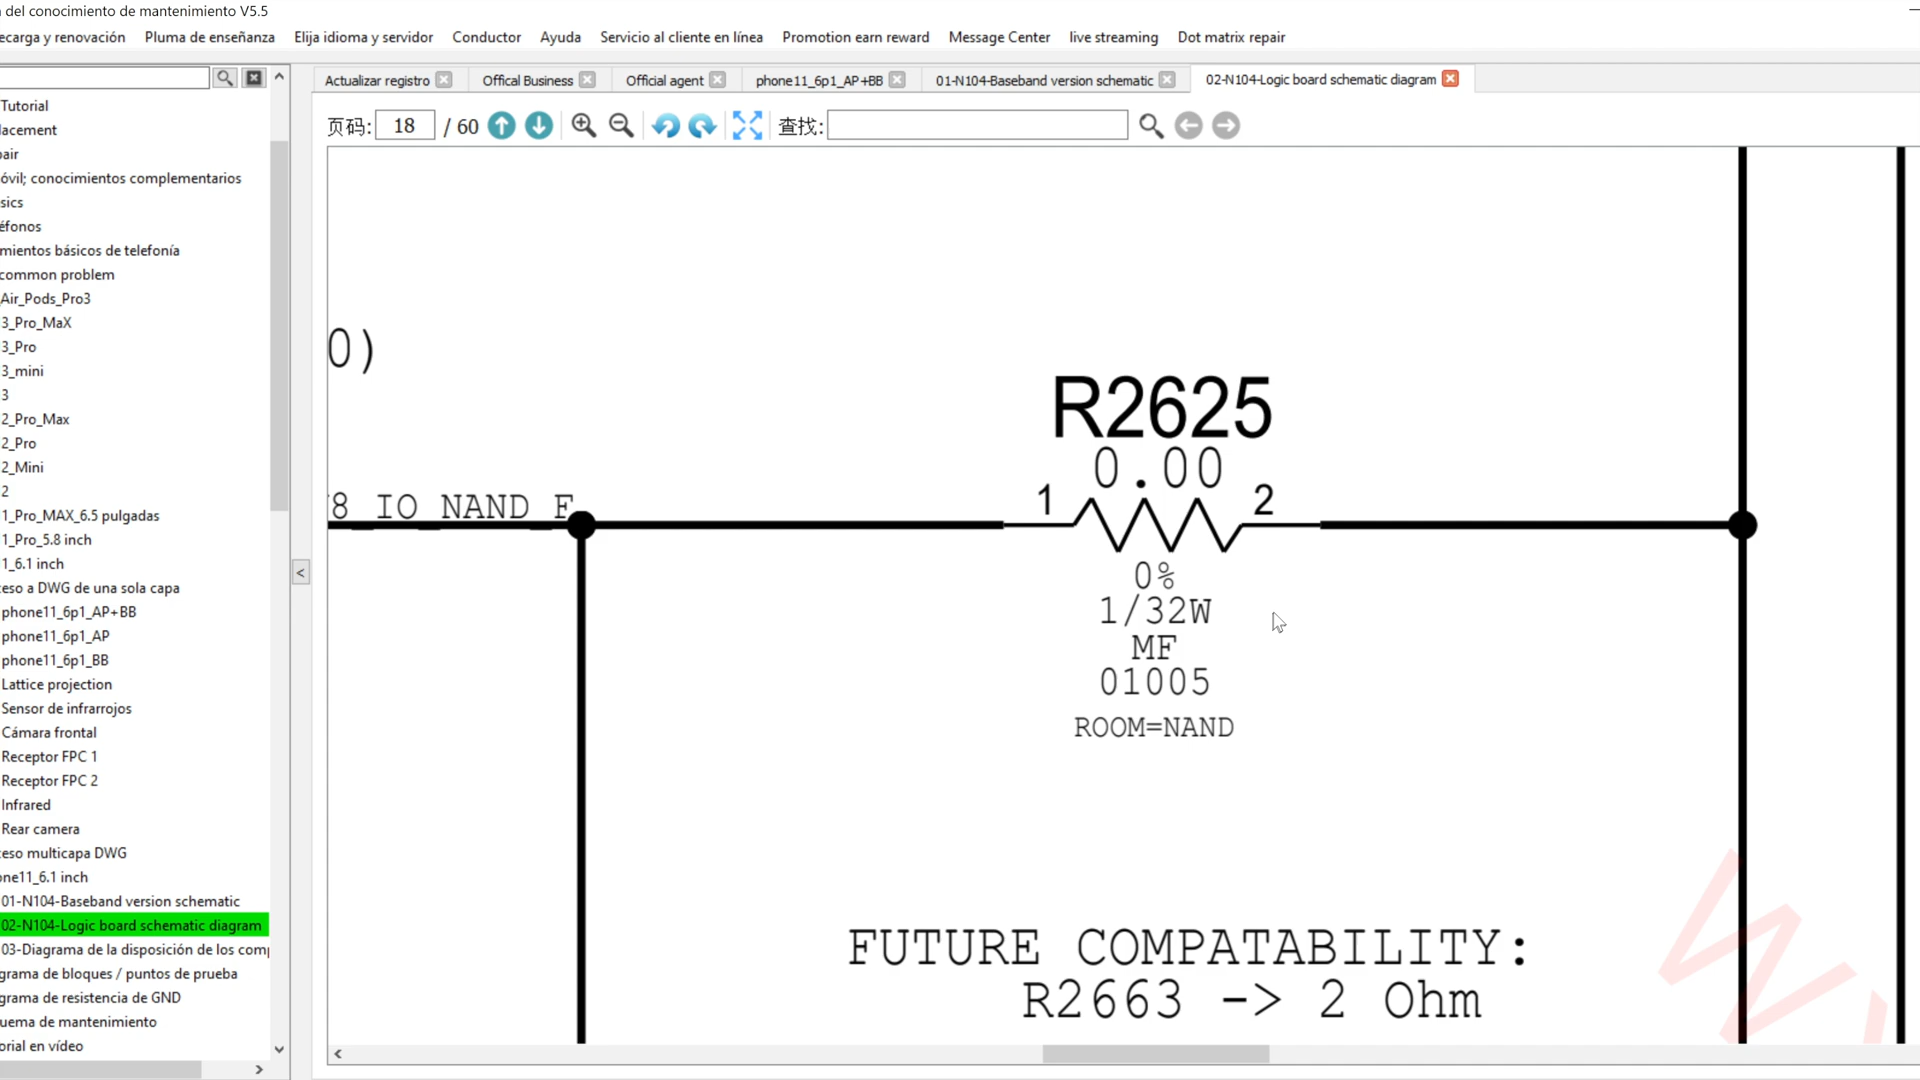 del conocimiento de mantenimiento V5.5
ecarga y renovación Pluma de enseñanza Elija idioma y servidor Conductor Ayuda Servicio al cliente en línea Promotion earn reward Message Center live streaming Dot matrix repair
Actualizar registro Offical Business Official agent phone11_6p1_AP+BB 01-N104-Baseband version schematic 02-N104-Logic board schematic diagram
页码: 18 / 60 查找:
Tutorial
lacement
pair
óvil; conocimientos complementarios
sics
éfonos
mientos básicos de telefonía
common problem
Air_Pods_Pro3
3_Pro_MaX
3_Pro
3_mini
3
2_Pro_Max
2_Pro
2_Mini
2
1_Pro_MAX_6.5 pulgadas
1_Pro_5.8 inch
1_6.1 inch
eso a DWG de una sola capa
phone11_6p1_AP+BB
phone11_6p1_AP
phone11_6p1_BB
Lattice projection
Sensor de infrarrojos
Cámara frontal
Receptor FPC 1
Receptor FPC 2
Infrared
Rear camera
eso multicapa DWG
one11_6.1 inch
01-N104-Baseband version schematic
02-N104-Logic board schematic diagram
03-Diagrama de la disposición de los comp
grama de bloques / puntos de prueba
grama de resistencia de GND
uema de mantenimiento
orial en vídeo
0)
R2625
0.00
8_IO_NAND_F
1 2
0%
1/32W
MF
01005
ROOM=NAND
FUTURE COMPATABILITY:
R2663 -> 2 Ohm